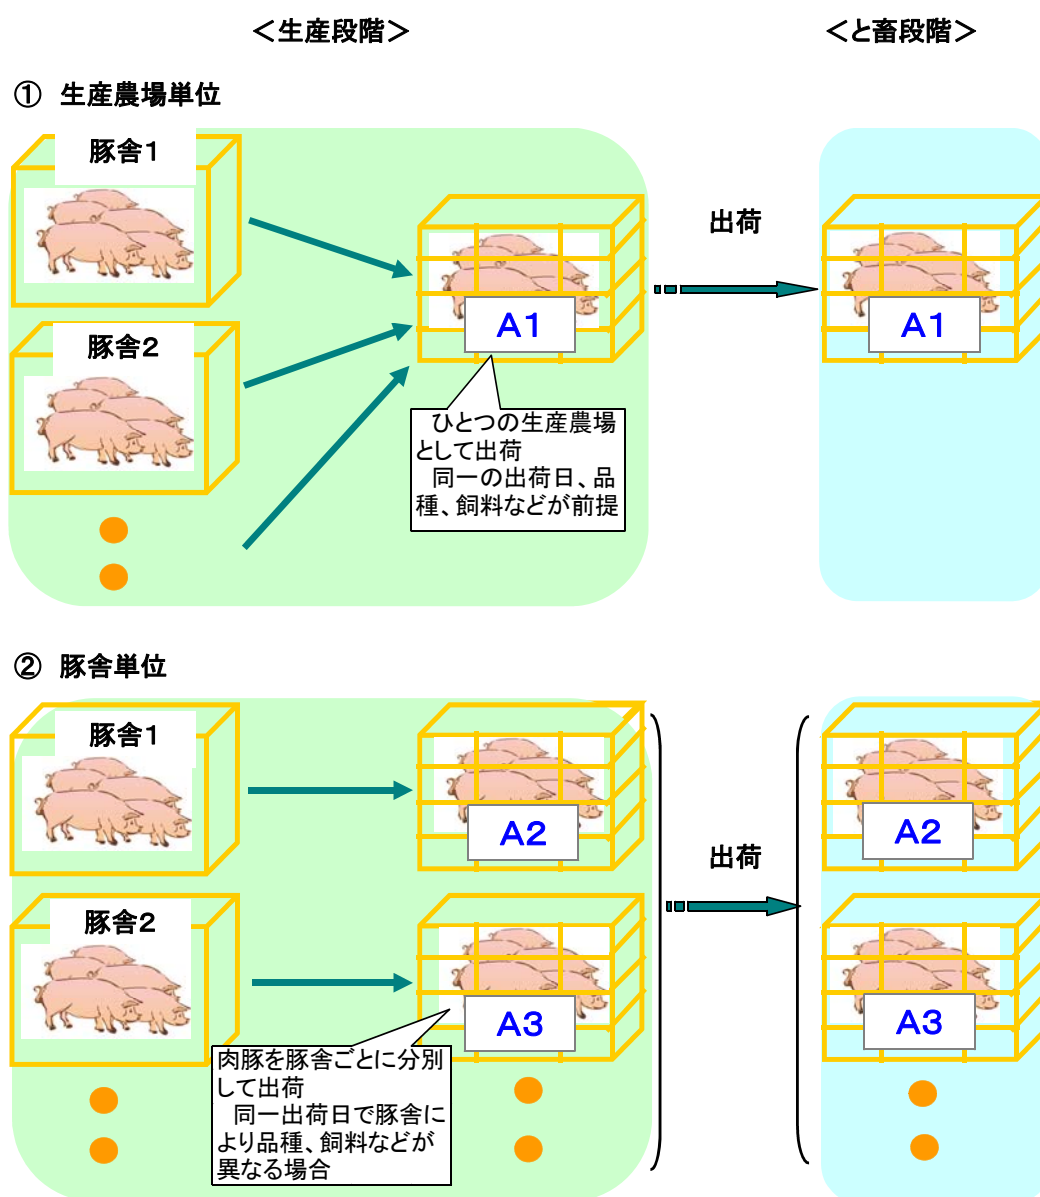 ＜生産段階＞
＜と畜段階＞
① 生産農場単位
豚舎１
豚舎２
A1
ひとつの生産農場
として出荷
同一の出荷日、品
種、飼料などが前提
出荷
A1
② 豚舎単位
豚舎１
豚舎２
A2
A3
肉豚を豚舎ごとに分別
して出荷
同一出荷日で豚舎に
より品種、飼料などが
異なる場合
出荷
A2
A3